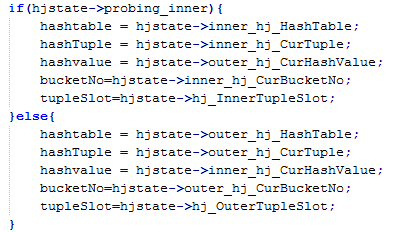 if(hjstate->probing_inner){
    hashtable = hjstate->inner_hj_HashTable;
    hashTuple = hjstate->inner_hj_CurTuple;
    hashvalue = hjstate->outer_hj_CurHashValue;
    bucketNo=hjstate->inner_hj_CurBucketNo;
    tupleSlot=hjstate->hj_InnerTupleSlot;
}else{
    hashtable = hjstate->outer_hj_HashTable;
    hashTuple = hjstate->outer_hj_CurTuple;
    hashvalue = hjstate->inner_hj_CurHashValue;
    bucketNo=hjstate->outer_hj_CurBucketNo;
    tupleSlot=hjstate->hj_OuterTupleSlot;
}